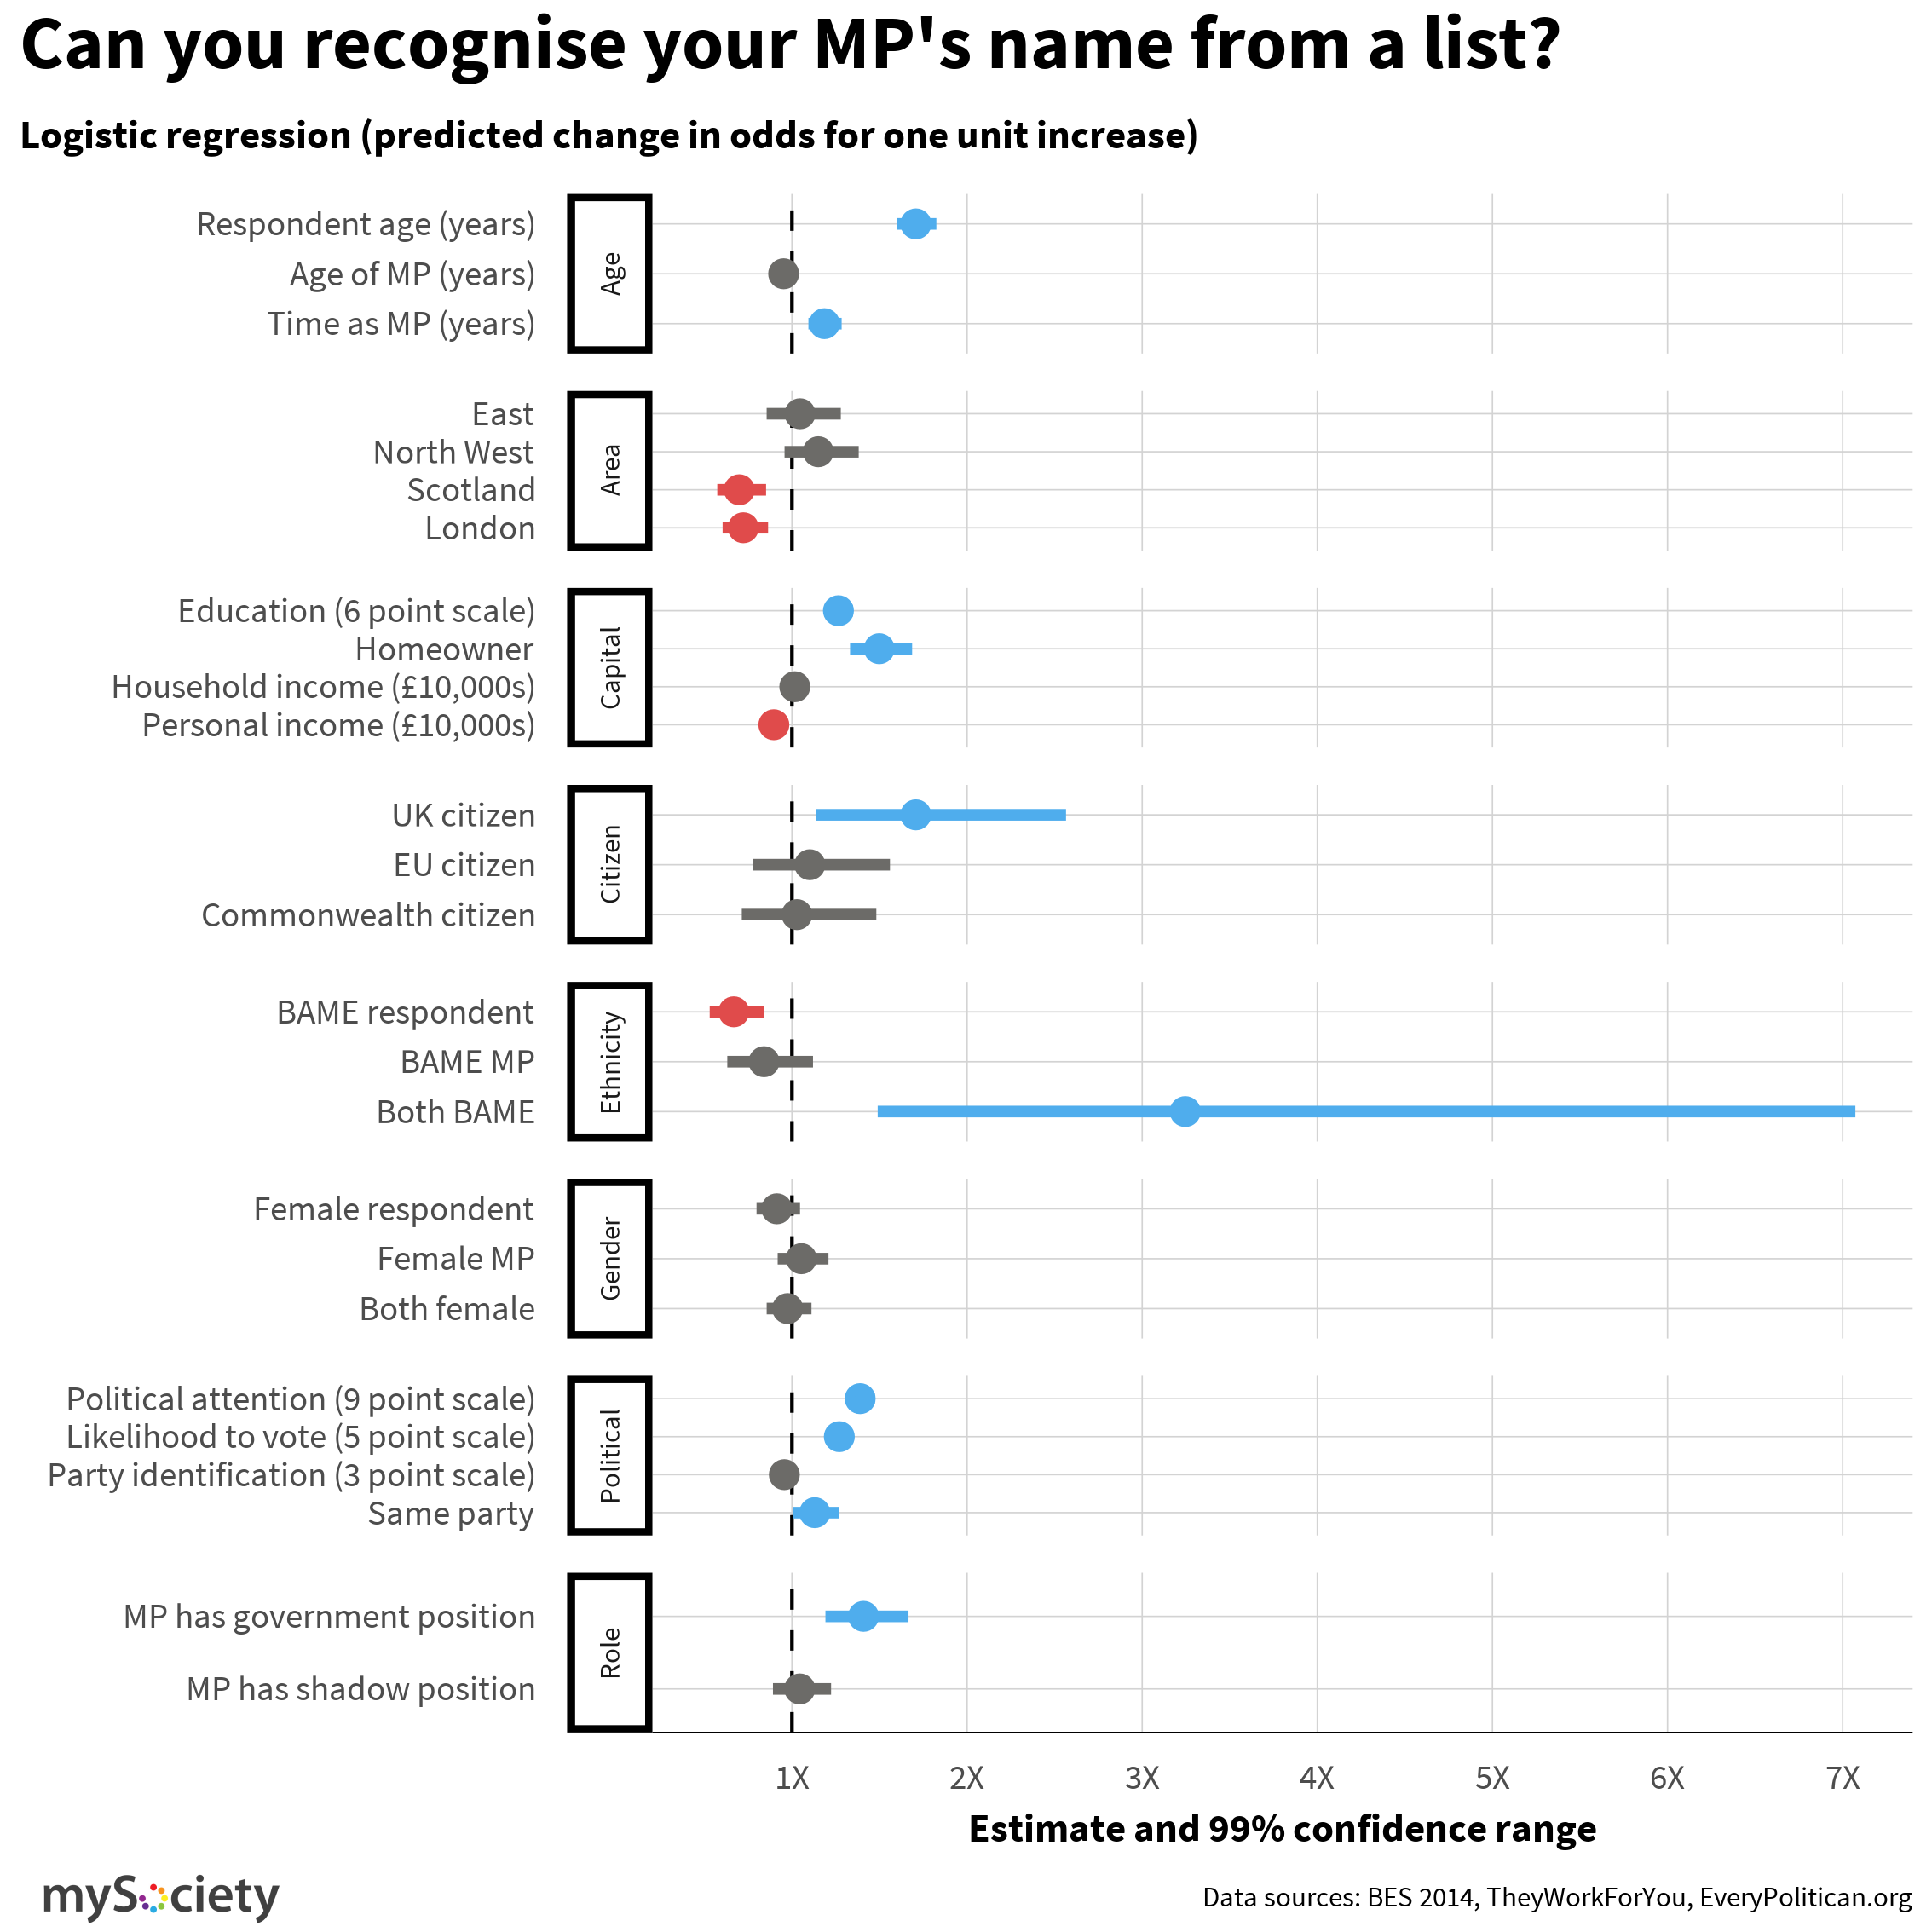 Can you recognise your MP's name from a list?
Logistic regression (predicted change in odds for one unit increase)
Respondent age (years)
Age of MP (years)
Time as MP (years)
Age
East
North West
Scotland
London
Area
Education (6 point scale)
Homeowner
Household income (£10,000s)
Personal income (£10,000s)
Capital
UK citizen
EU citizen
Commonwealth citizen
Citizen
BAME respondent
BAME MP
Both BAME
Ethnicity
Female respondent
Female MP
Both female
Gender
Political attention (9 point scale)
Likelihood to vote (5 point scale)
Party identification (3 point scale)
Same party
Political
MP has government position
MP has shadow position
Role
1X 2X 3X 4X 5X 6X 7X
Estimate and 99% confidence range
mySociety
Data sources: BES 2014, TheyWorkForYou, EveryPolitican.org